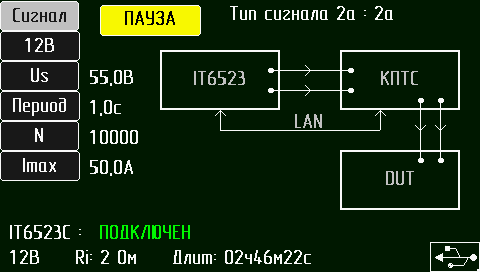 Сигнал
ПАУЗА
Тип сигнала 2а : 2а
12В
Us
55,0В
Период
1,0с
N
10000
Imax
50,0А
IT6523
КПТС
LAN
DUT
IT6523C : ПОДКЛЮЧЕН
12В Ri: 2 Ом Длит: 02ч46м22с